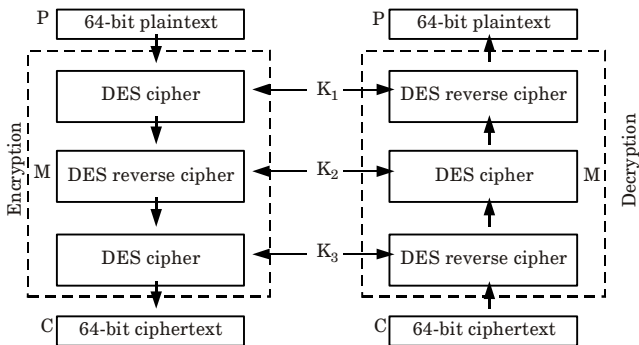 P 64-bit plaintext
DES cipher
M DES reverse cipher
DES cipher
C 64-bit ciphertext
Encryption
K1
K2
K3
P 64-bit plaintext
DES reverse cipher
DES cipher M
DES reverse cipher
C 64-bit ciphertext
Decryption